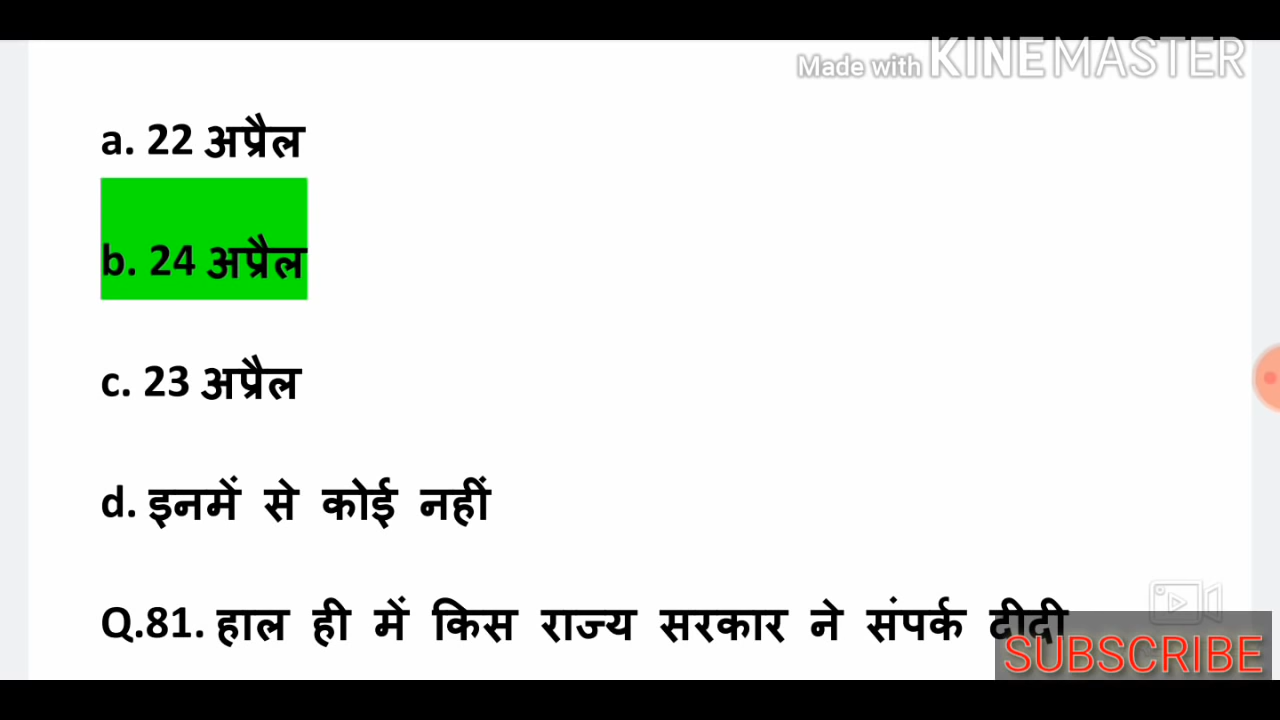 Made with KINEMASTER
a. 22 अप्रैल
b. 24 अप्रैल
c. 23 अप्रैल
d. इनमें से कोई नहीं
Q.81. हाल ही में किस राज्य सरकार ने संपर्क दीदी
SUBSCRIBE